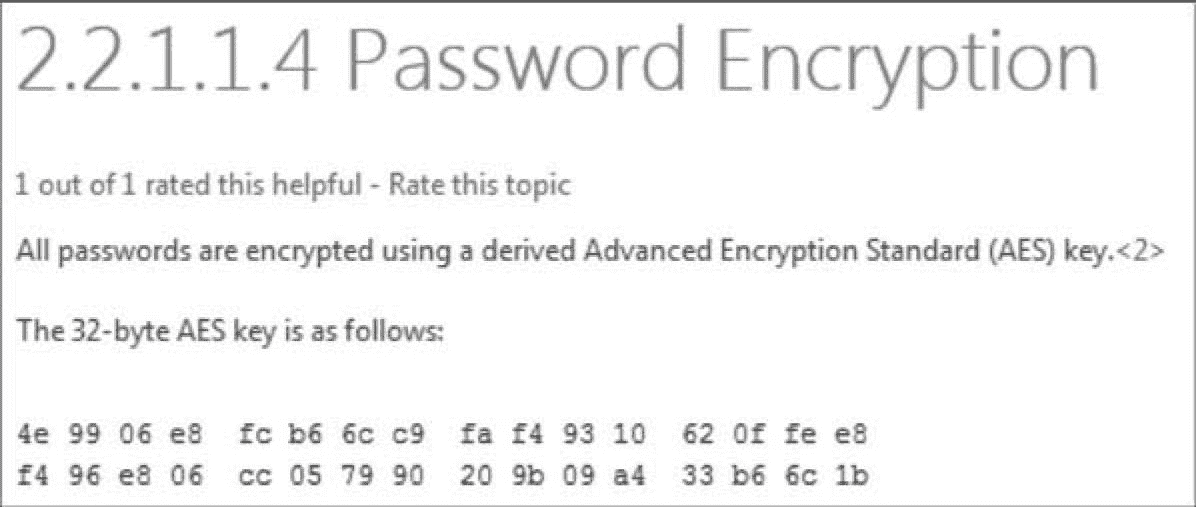 2.2.1.1.4 Password Encryption
1 out of 1 rated this helpful - Rate this topic
All passwords are encrypted using a derived Advanced Encryption Standard (AES) key.<2>
The 32-byte AES key is as follows:
4e 99 06 e8  fc b6 6c c9  fa f4 93 10  62 0f fe e8
f4 96 e8 06  cc 05 79 90  20 9b 09 a4  33 b6 6c 1b